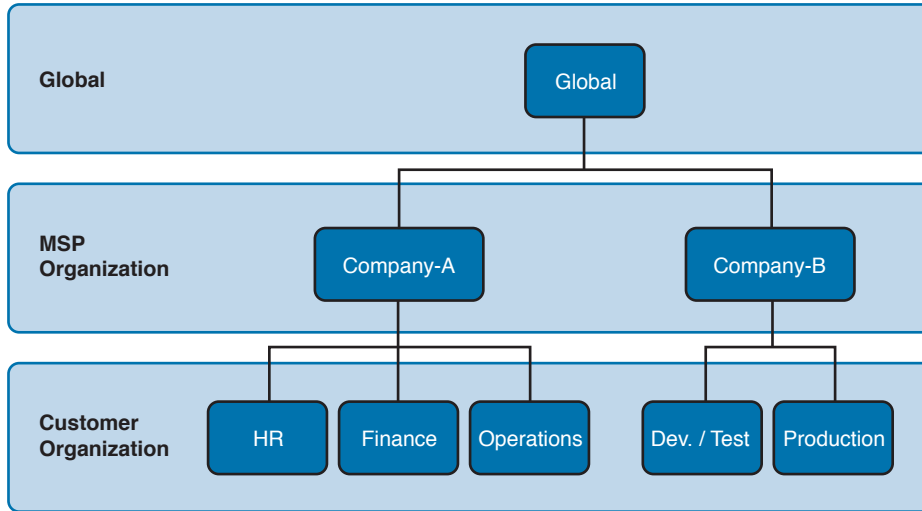 Global
Global
MSP
Organization
Company-A
Company-B
Customer
Organization
HR
Finance
Operations
Dev. / Test
Production